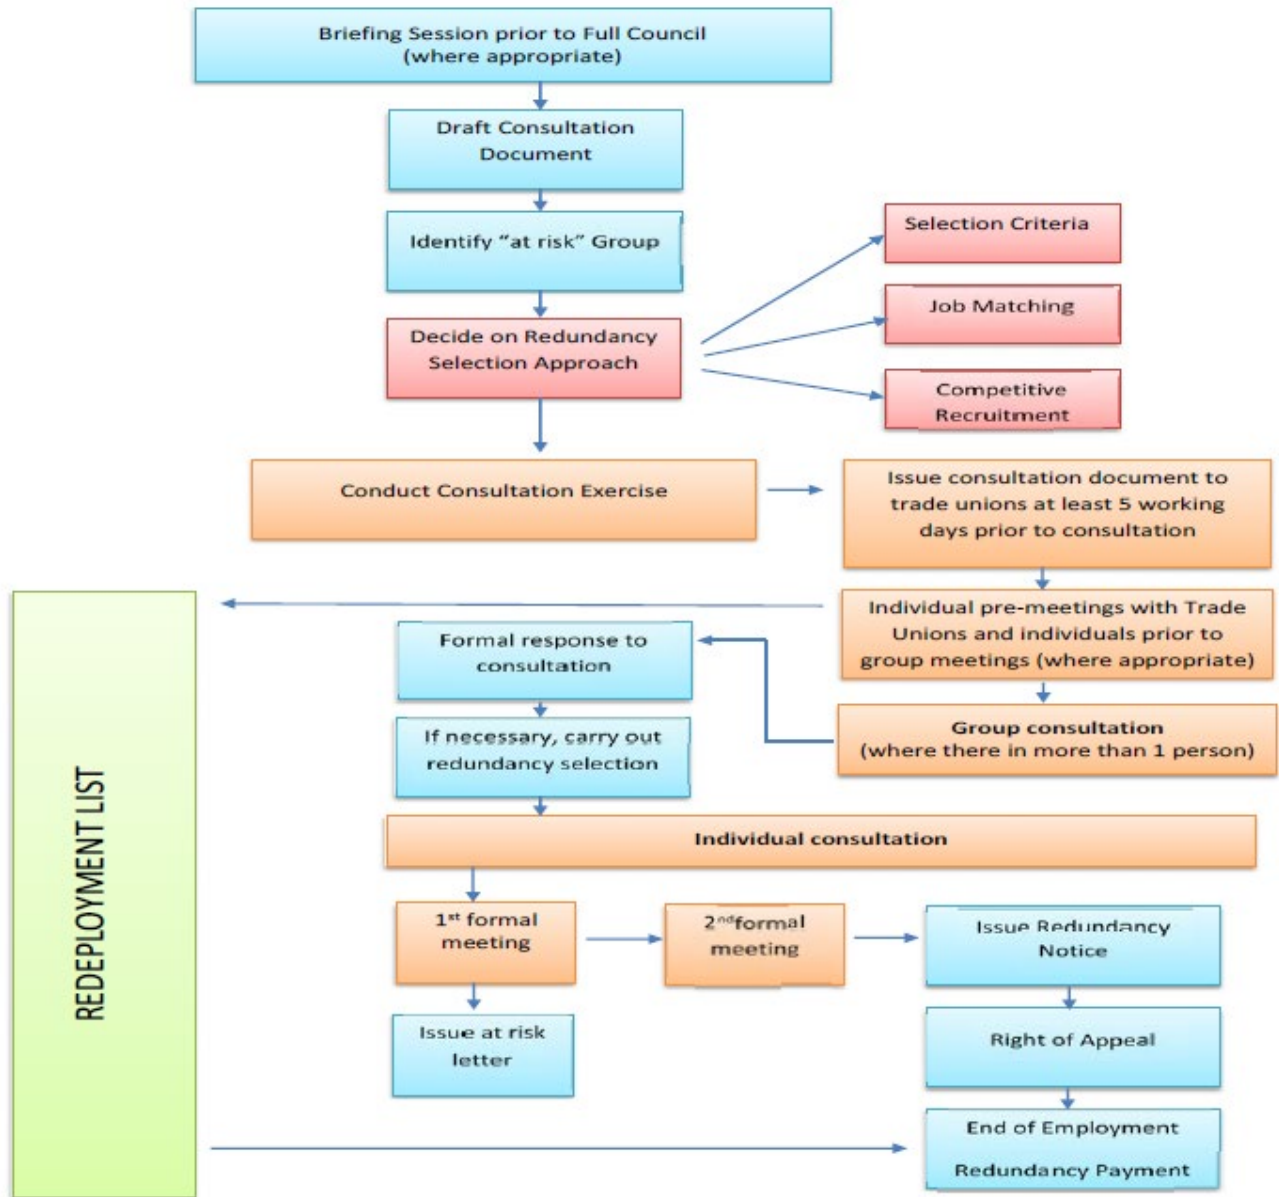 Briefing Session prior to Full Council
(where appropriate)
Draft Consultation
Document
Identify “at risk” Group
Decide on Redundancy
Selection Approach
Selection Criteria
Job Matching
Competitive
Recruitment
Conduct Consultation Exercise
Issue consultation document to
trade unions at least 5 working
days prior to consultation
Individual pre-meetings with Trade
Unions and individuals prior to
group meetings (where appropriate)
Group consultation
(where there in more than 1 person)
Formal response to
consultation
If necessary, carry out
redundancy selection
Individual consultation
1st formal
meeting
2nd formal
meeting
Issue Redundancy
Notice
Issue at risk
letter
Right of Appeal
End of Employment
Redundancy Payment
REDEPLOYMENT LIST